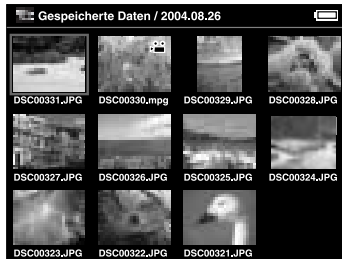 Gespeicherte Daten / 2004.08.26
DSC00331.JPG DSC00330.mpg DSC00329.JPG DSC00328.JPG
DSC00327.JPG DSC00326.JPG DSC00325.JPG DSC00324.JPG
DSC00323.JPG DSC00322.JPG DSC00321.JPG